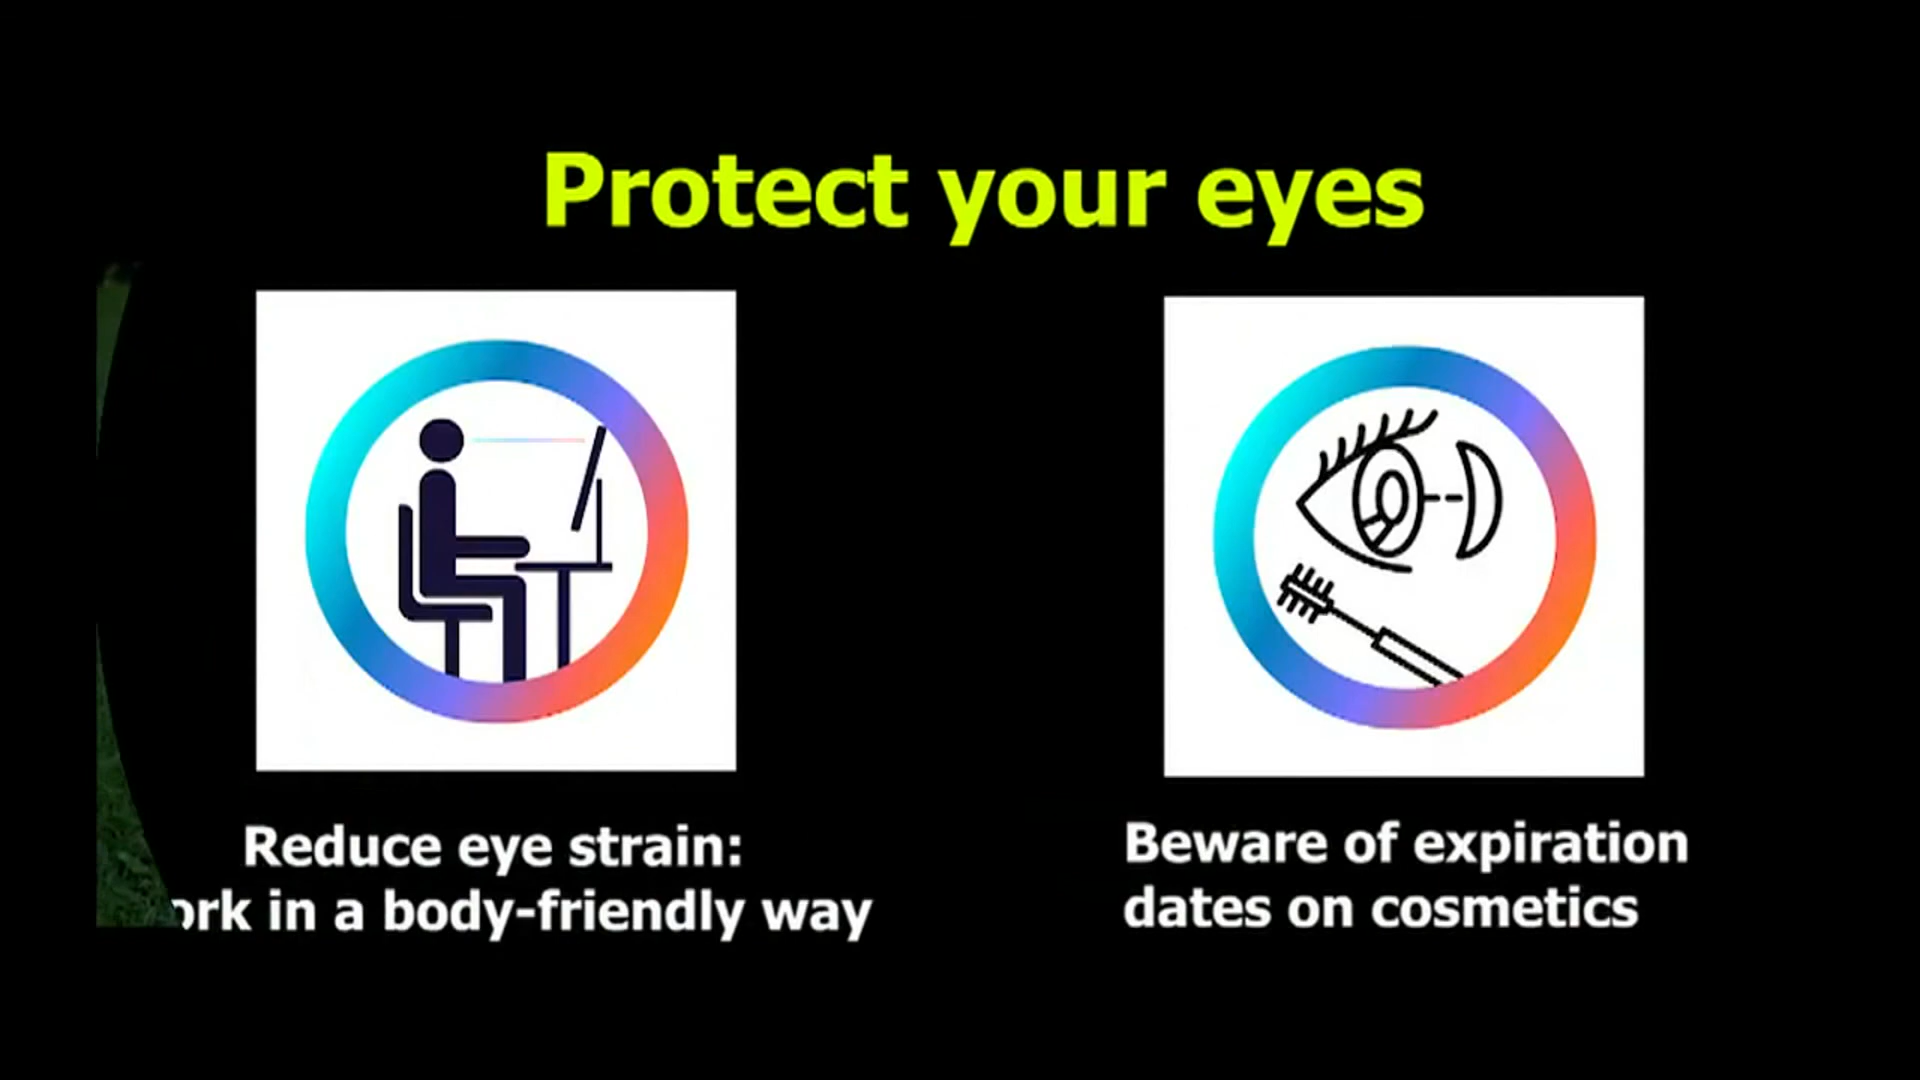 Protect your eyes
Reduce eye strain:
ork in a body-friendly way
Beware of expiration
dates on cosmetics